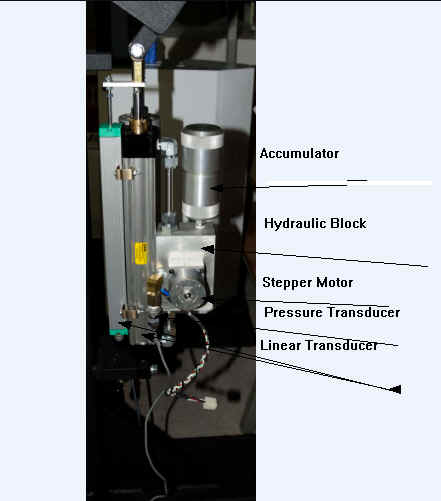 Accumulator
Hydraulic Block
Stepper Motor
Pressure Transducer
Linear Transducer